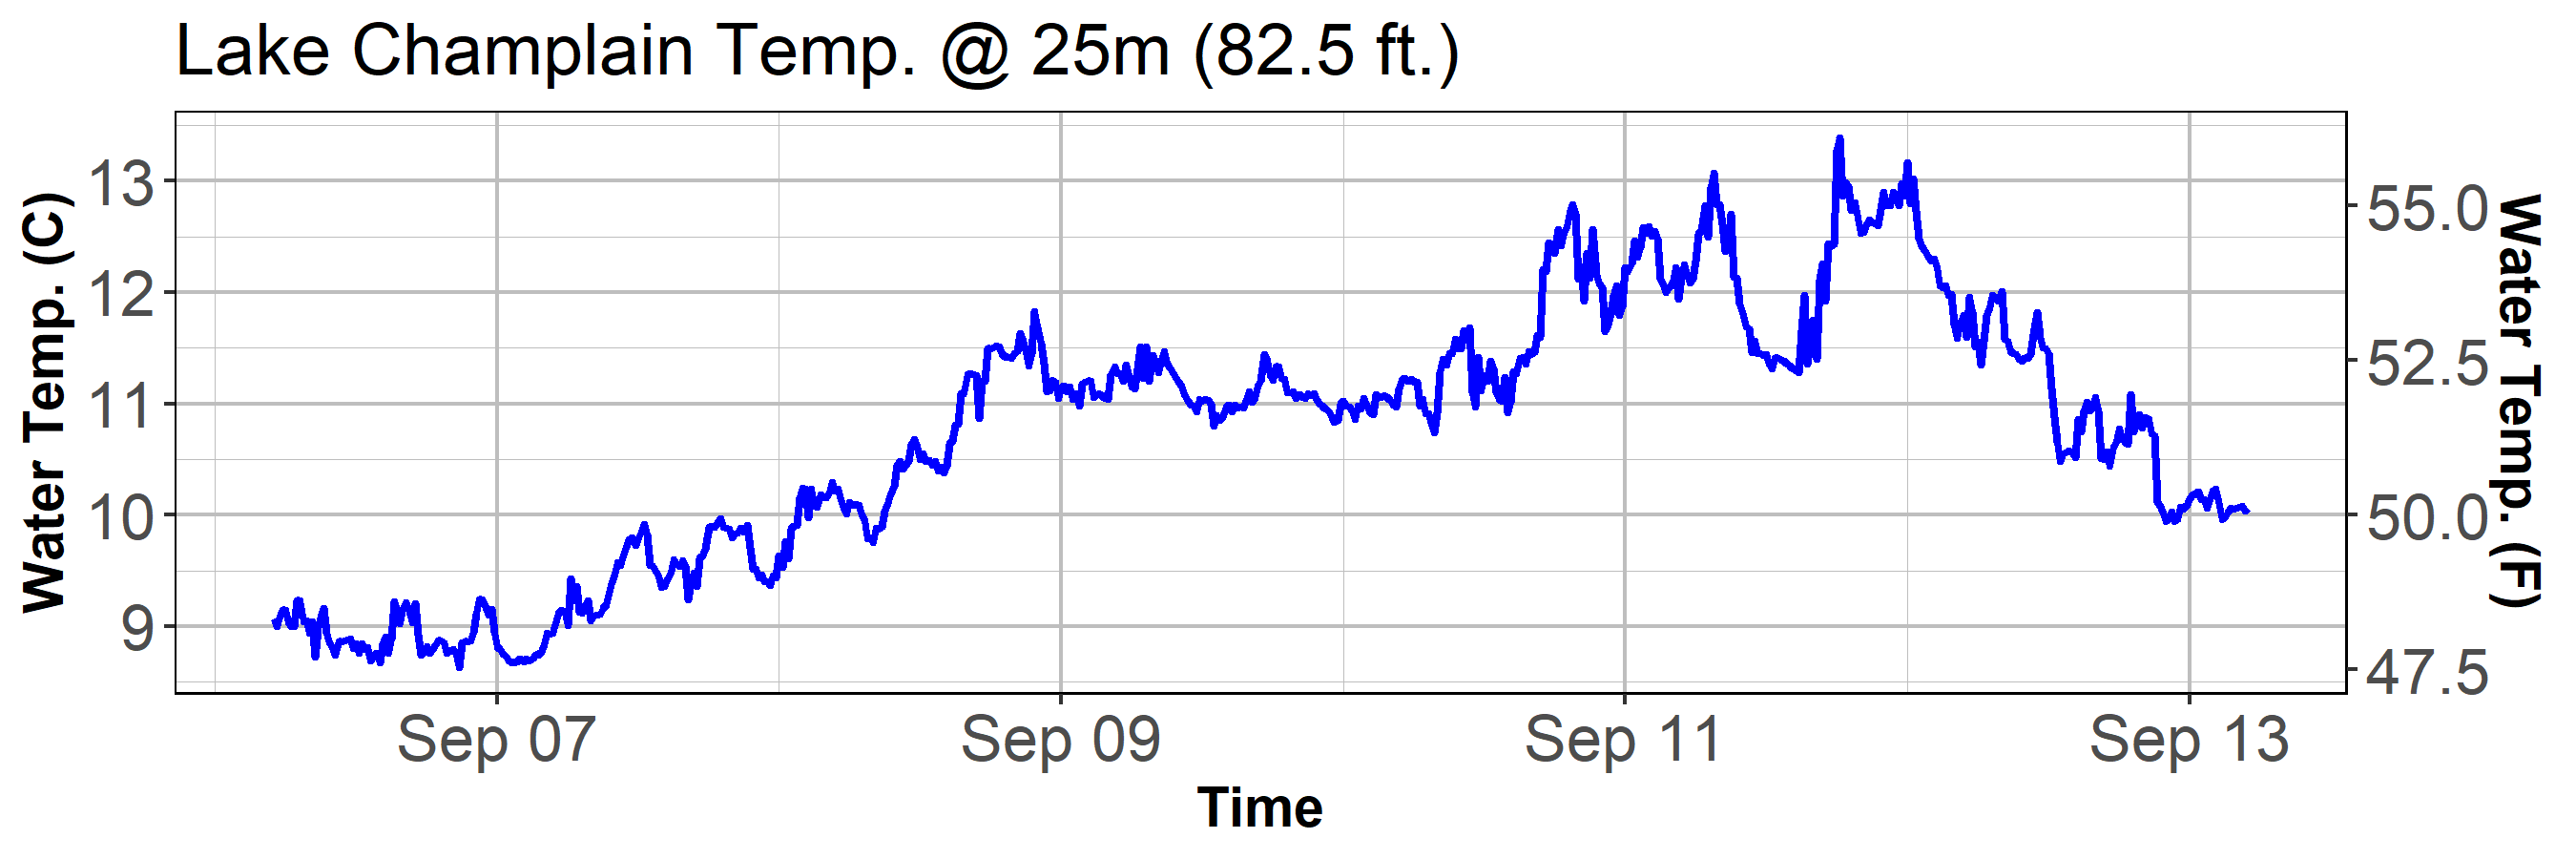 Lake Champlain Temp. @ 25m (82.5 ft.)
Water Temp. (C)
13
12
11
10
9
55.0
52.5
50.0
47.5
Water Temp. (F)
Sep 07
Sep 09
Sep 11
Sep 13
Time